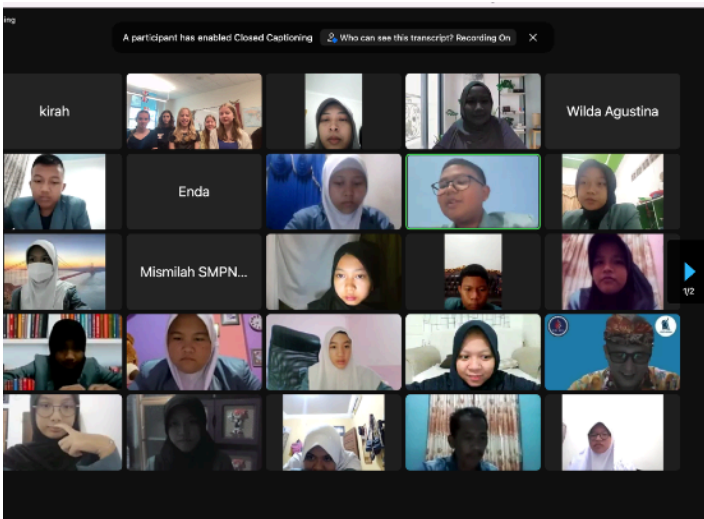 ing
A participant has enabled Closed Captioning Who can see this transcript? Recording On
kirah
Wilda Agustina
Enda
Mismilah SMPN...
1/2